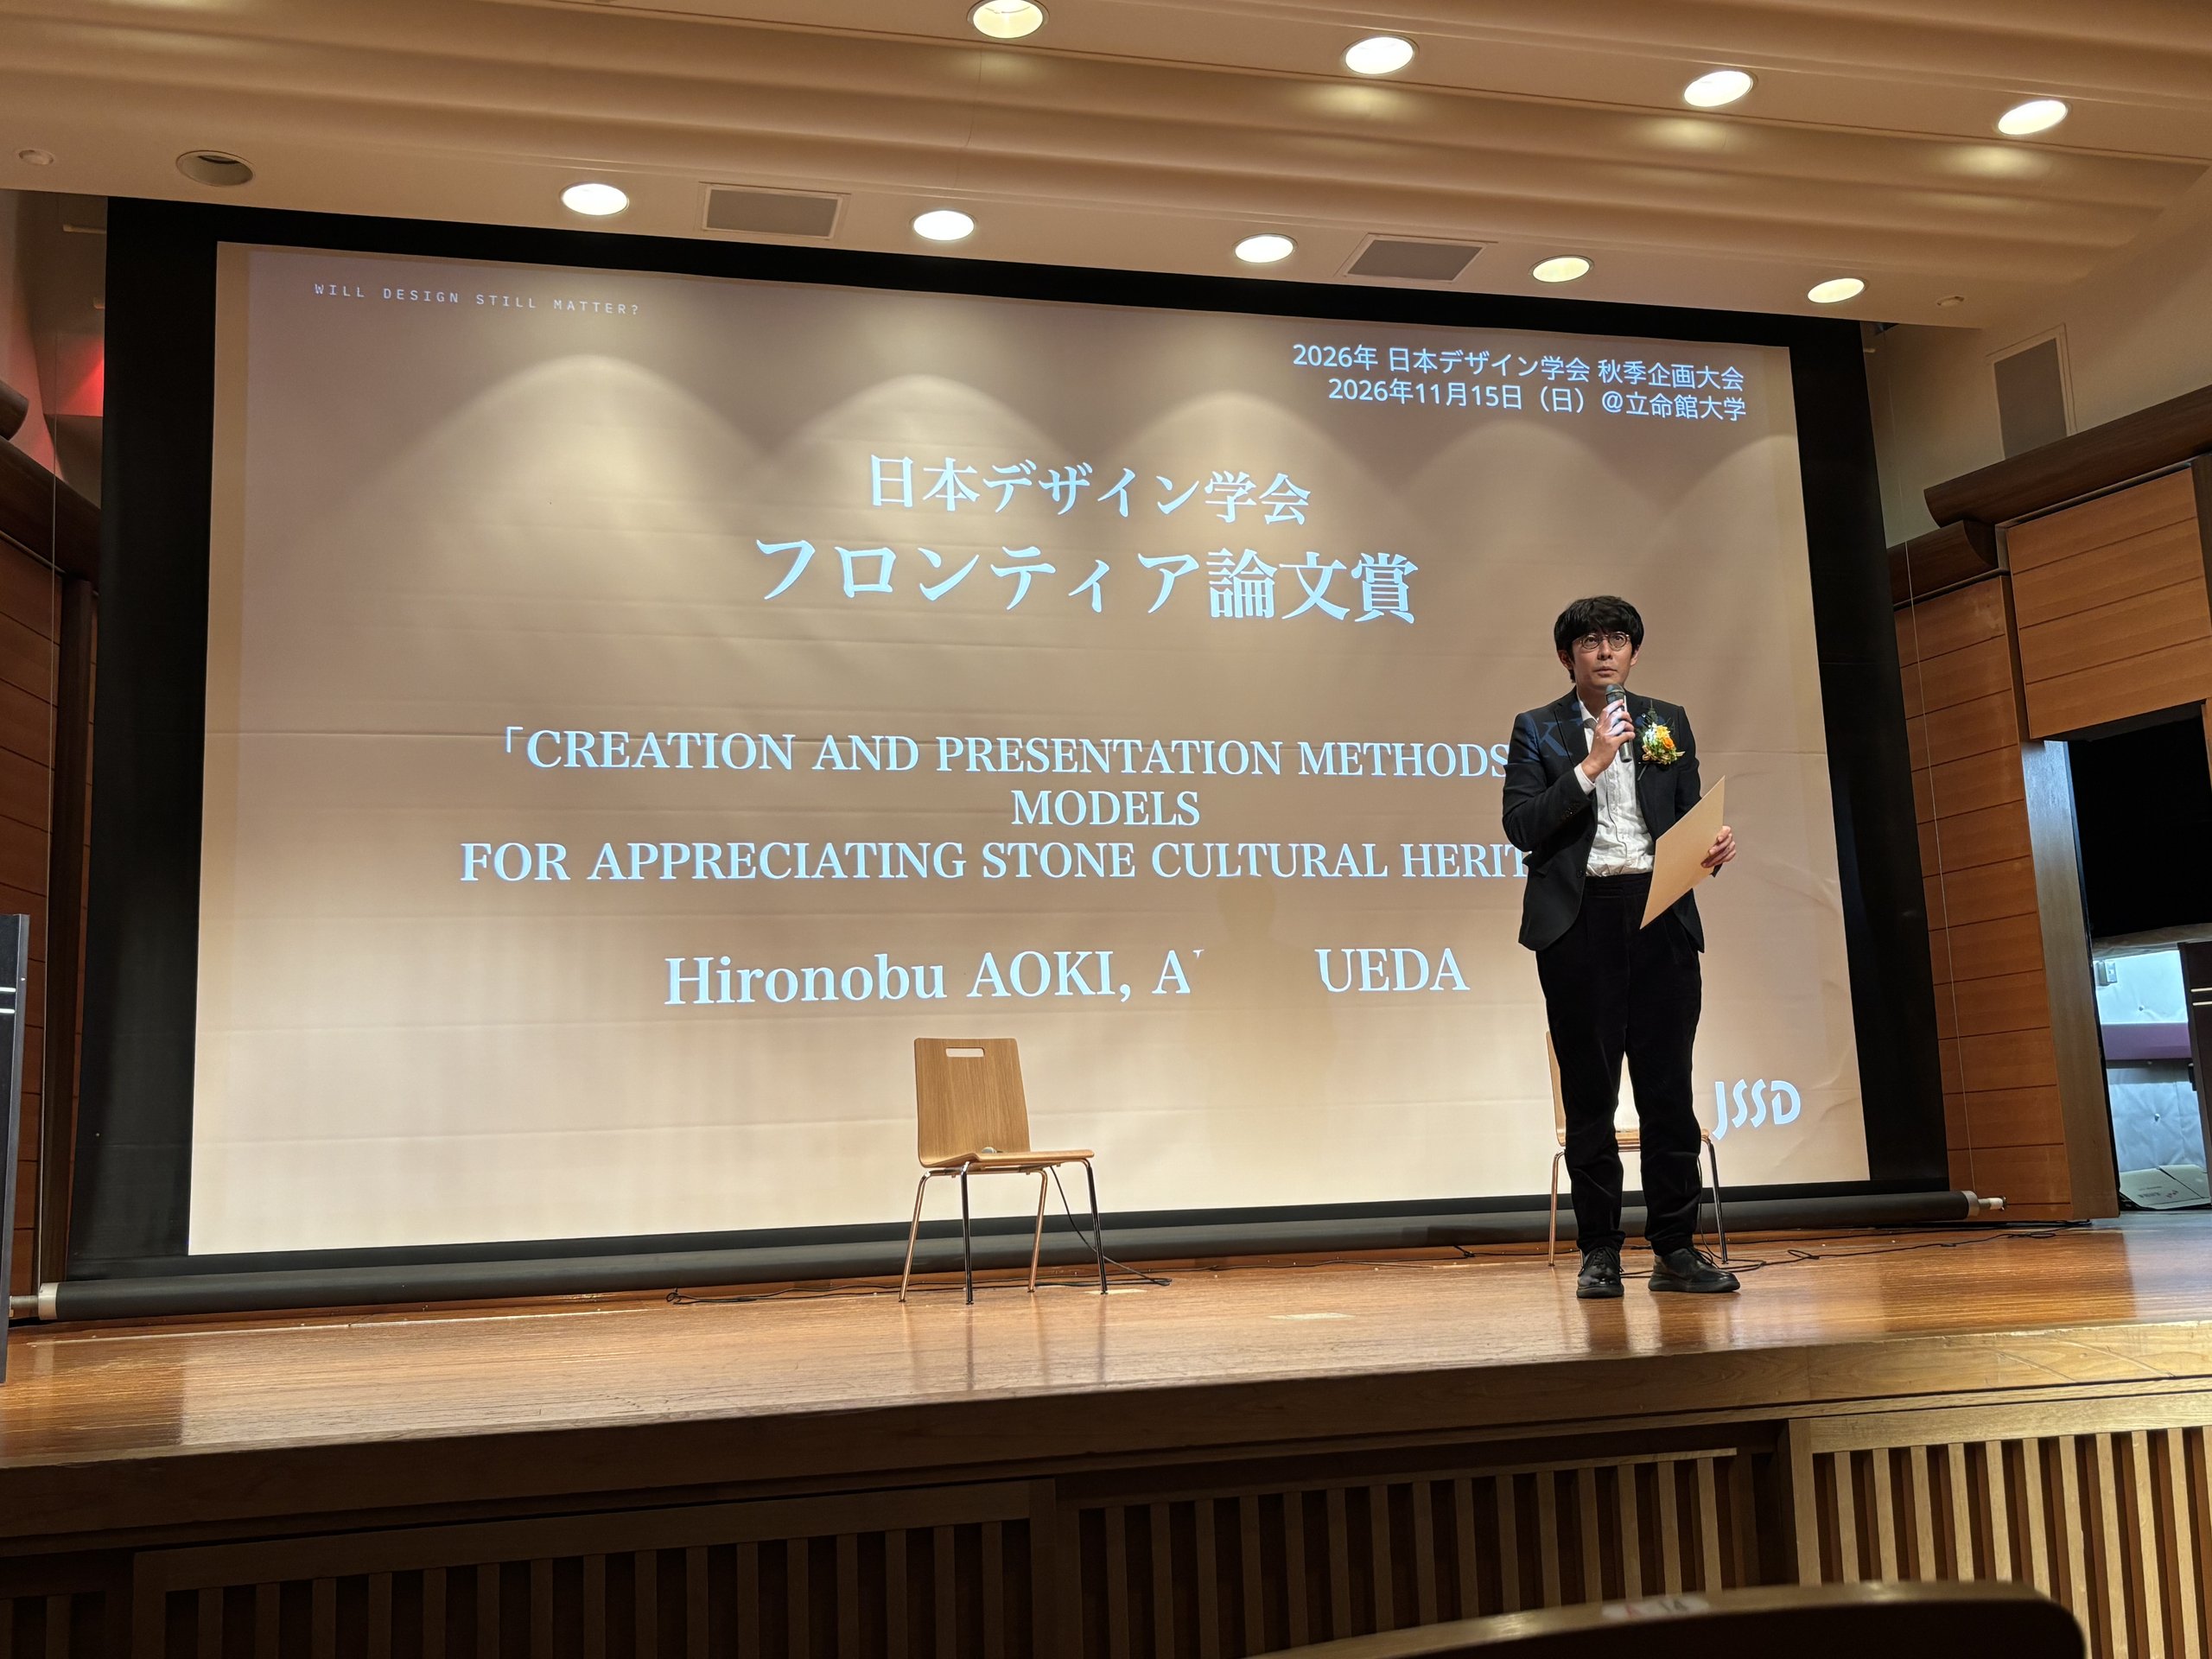 WILL DESIGN STILL MATTER?
2026年 日本デザイン学会 秋季企画大会
2026年11月15日（日）@立命館大学
日本デザイン学会
フロンティア論文賞
「CREATION AND PRESENTATION METHODS
MODELS
FOR APPRECIATING STONE CULTURAL
Hironobu AOKI, UEDA
JSSD